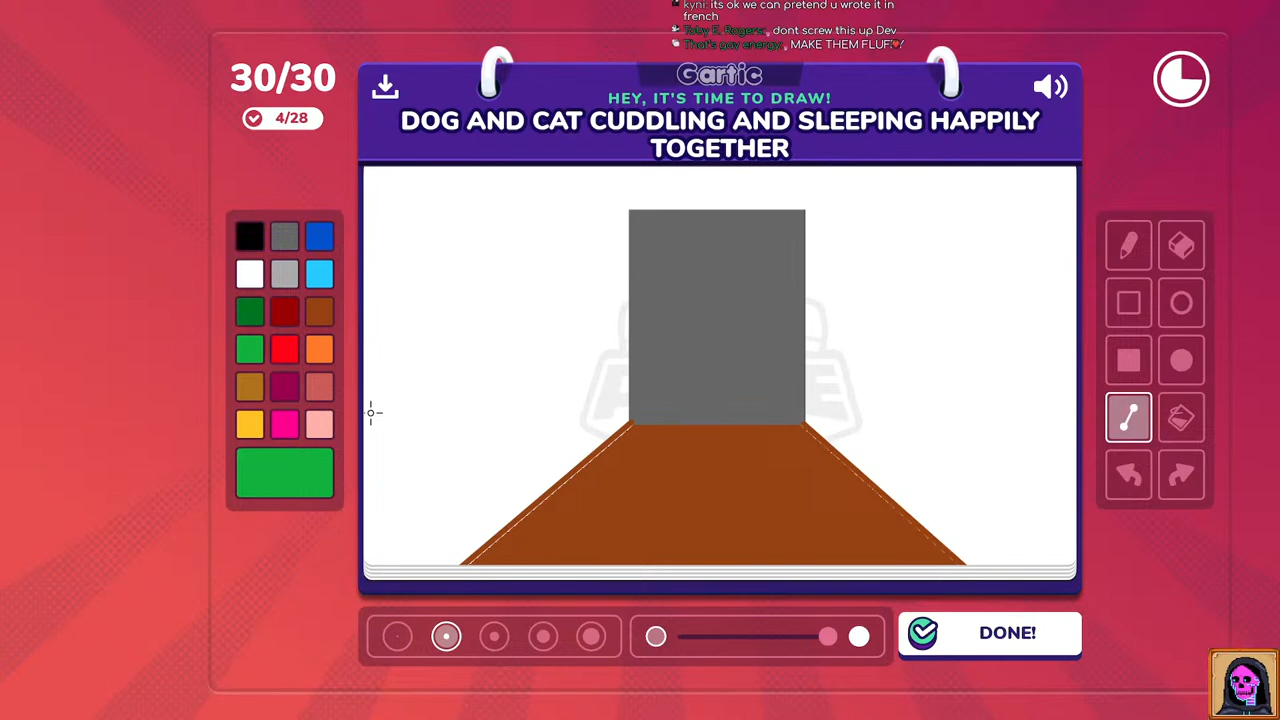 kyni: its ok we can pretend u wrote it in
french
Toby E. Rogers: , dont screw this up Dev
That's gay energy: , MAKE THEM FLUF
30/30
4/28
Gartic
HEY, IT'S TIME TO DRAW!
DOG AND CAT CUDDLING AND SLEEPING HAPPILY
TOGETHER
DONE!